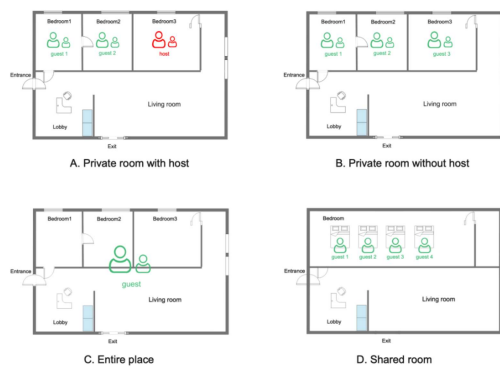 Bedroom1
Bedroom2
Bedroom3
guest 1
guest 2
host
Entrance
Living room
Lobby
Exit
A. Private room with host
Bedroom1
Bedroom2
Bedroom3
guest 1
guest 2
guest 3
Entrance
Living room
Lobby
Exit
B. Private room without host
Bedroom1
Bedroom2
Bedroom3
guest
Entrance
Living room
Lobby
Exit
C. Entire place
Bedroom
guest 1
guest 2
guest 3
guest 4
Entrance
Living room
Lobby
Exit
D. Shared room